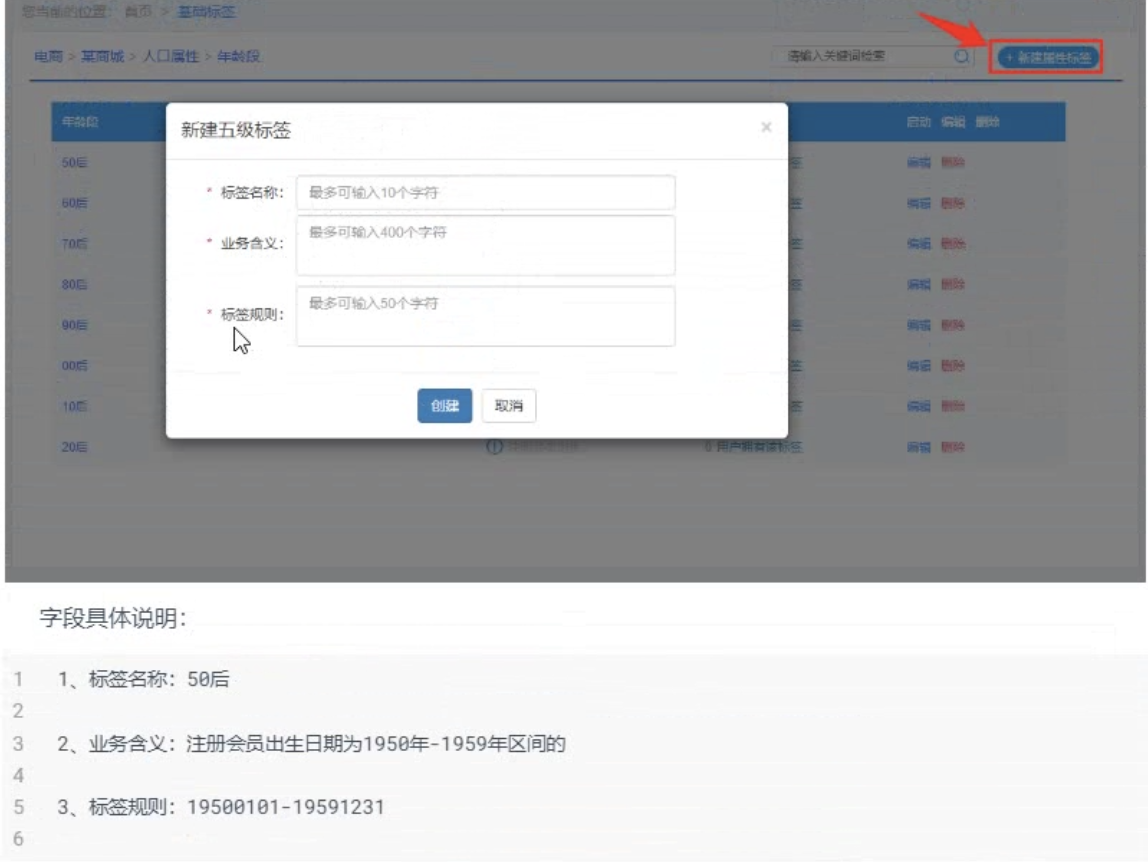 您当前的位置： 首页 > 基础标签
电商 > 某商城 > 人口属性 > 年龄段
请输入关键词检索
+ 新建属性标签
年龄段
启动 编辑 删除
新建五级标签
×
50后
编辑 删除
* 标签名称： 最多可输入10个字符
60后
编辑 删除
* 业务含义： 最多可输入400个字符
70后
编辑 删除
80后
编辑 删除
* 标签规则： 最多可输入50个字符
90后
编辑 删除
00后
编辑 删除
创建 取消
10后
编辑 删除
20后
0 用户拥有该标签
编辑 删除
字段具体说明：
1 1、标签名称：50后
2
3 2、业务含义：注册会员出生日期为1950年-1959年区间的
4
5 3、标签规则：19500101-19591231
6